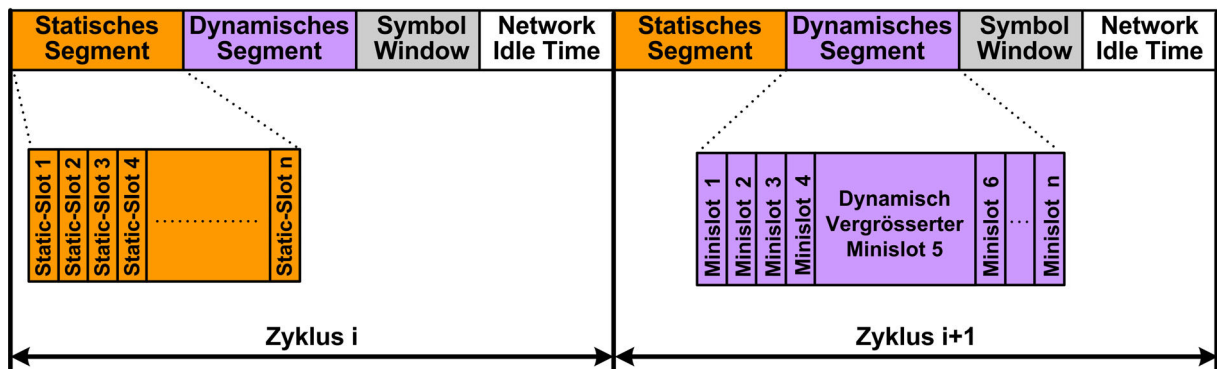 Statisches
Segment
Dynamisches
Segment
Symbol
Window
Network
Idle Time
Statisches
Segment
Dynamisches
Segment
Symbol
Window
Network
Idle Time
Static-Slot 1
Static-Slot 2
Static-Slot 3
Static-Slot 4
Static-Slot n
Minislot 1
Minislot 2
Minislot 3
Minislot 4
Dynamisch
Vergrösserter
Minislot 5
Minislot 6
Minislot n
Zyklus i
Zyklus i+1